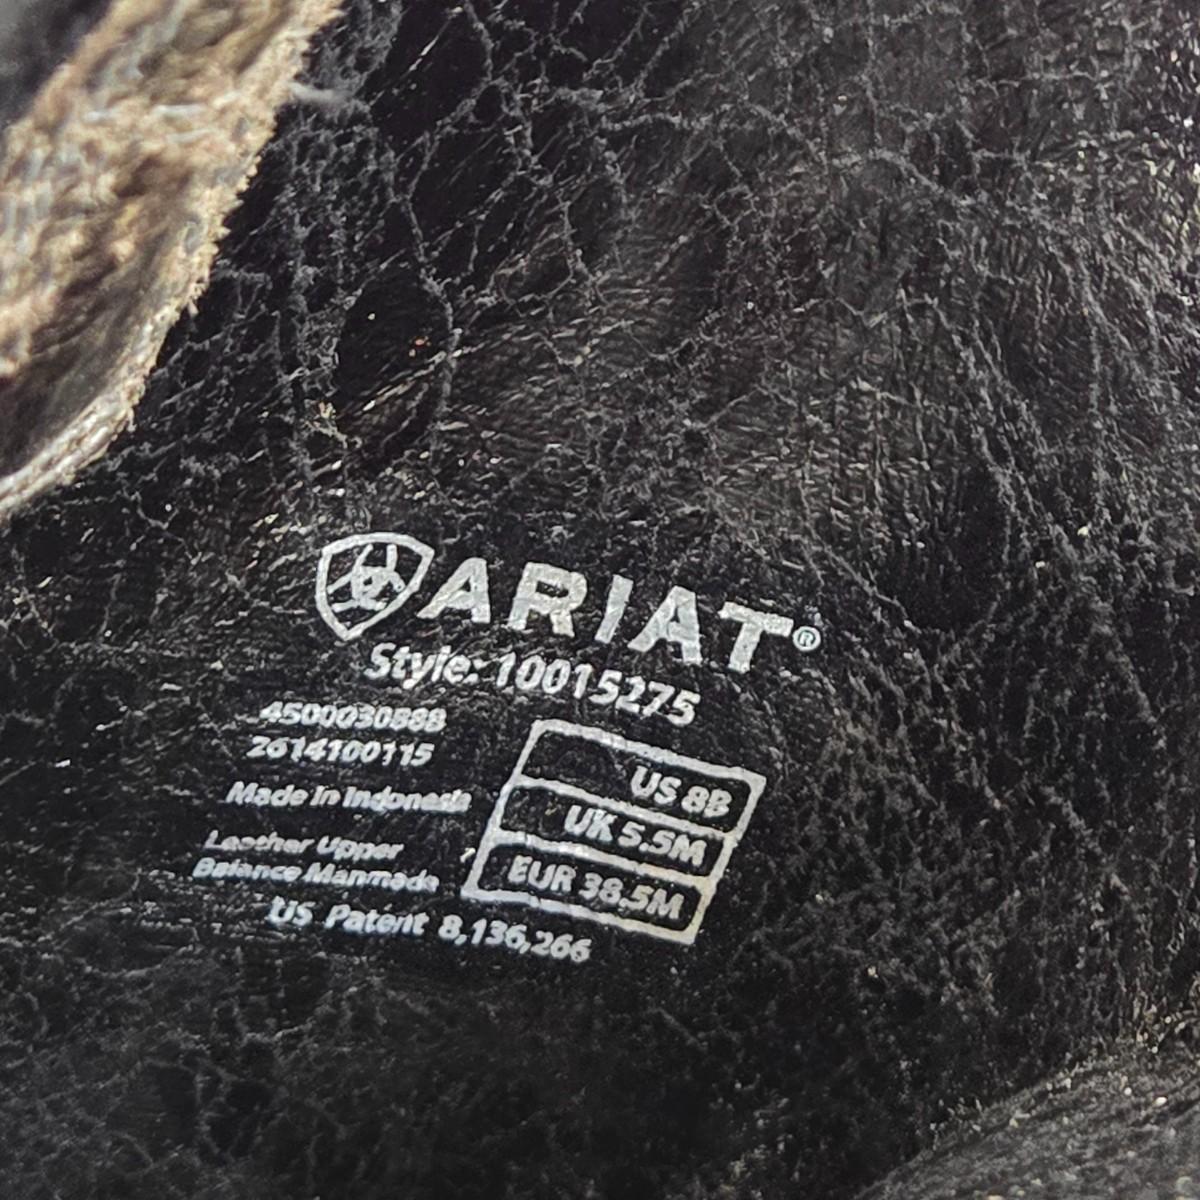 ARIAT®
Style: 10015275
4500030888
2614100115
Made In Indonesia
Leather Upper
Balance Manmade
US Patent 8,136,266
US 8B
UK 5.5M
EUR 38.5M